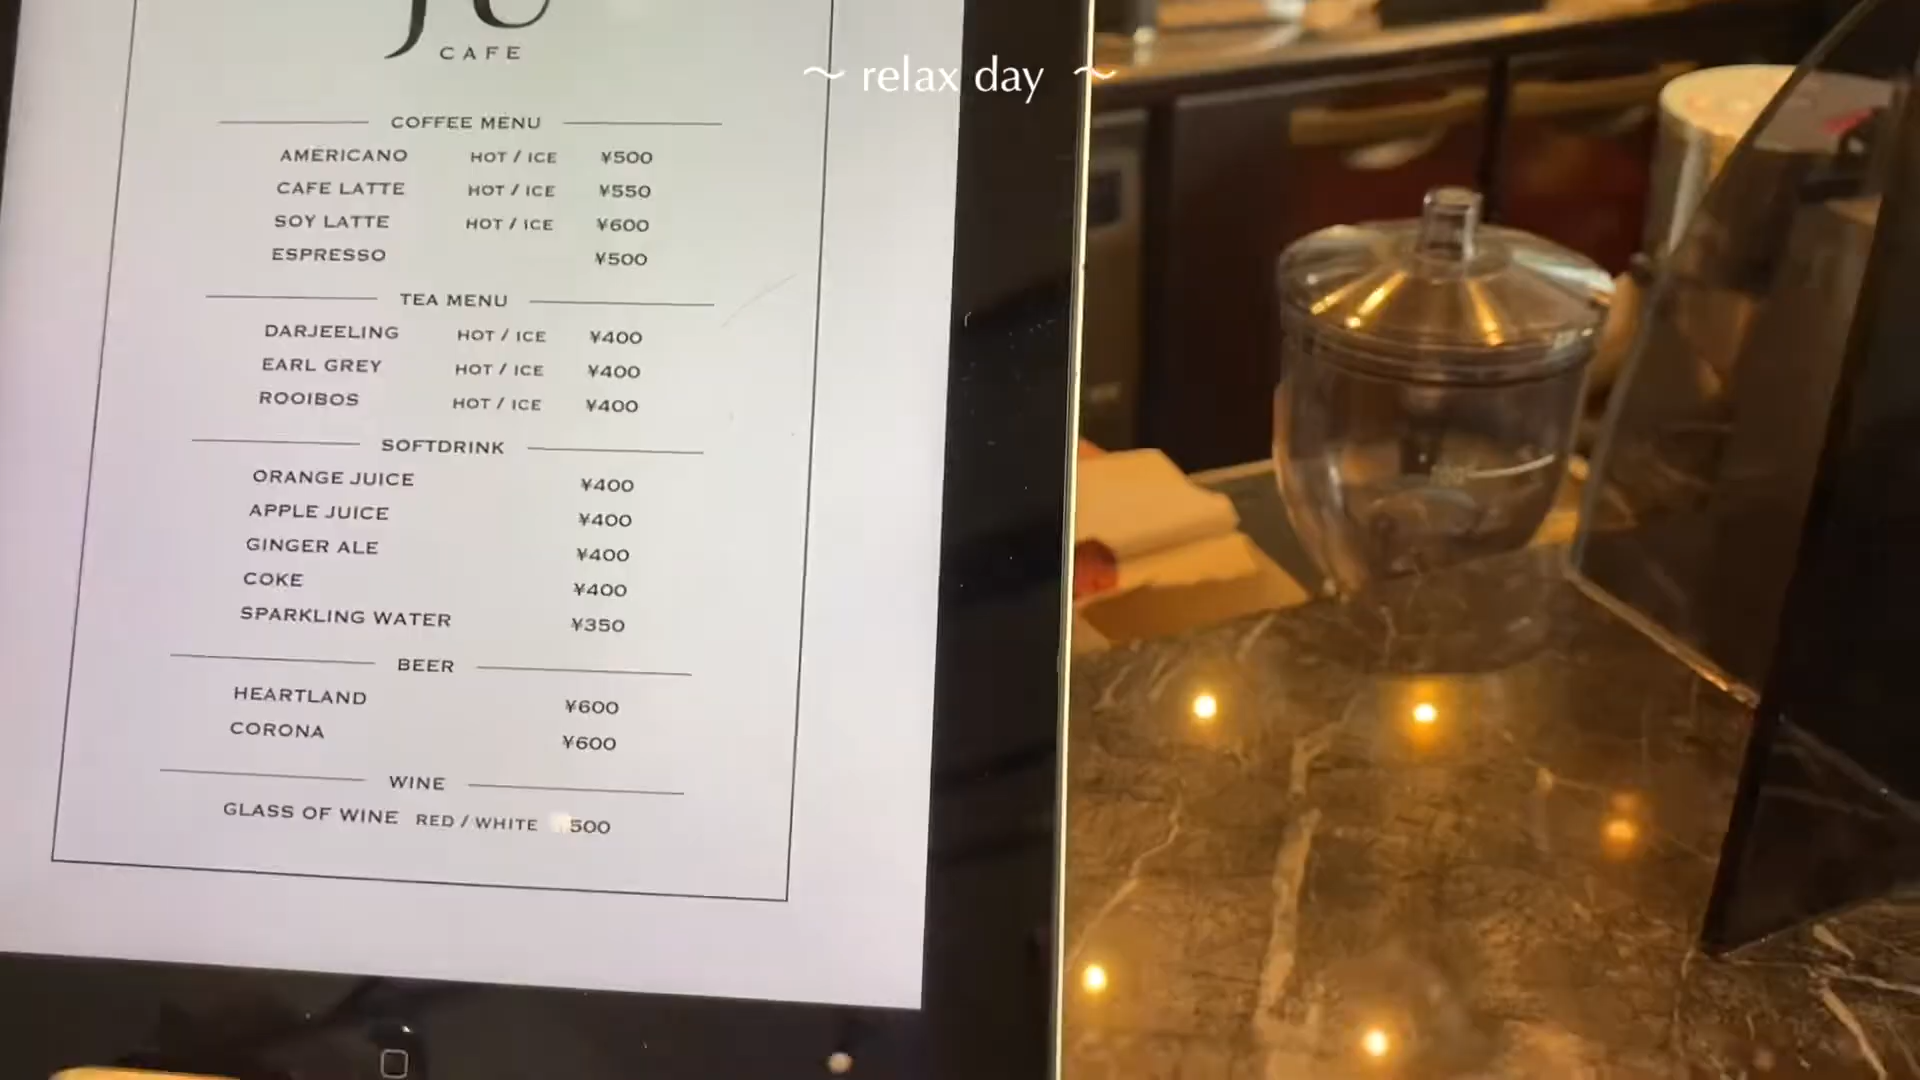 CAFE
~ relax day ~
COFFEE MENU
AMERICANO HOT / ICE ¥500
CAFE LATTE HOT / ICE ¥550
SOY LATTE HOT / ICE ¥600
ESPRESSO ¥500
TEA MENU
DARJEELING HOT / ICE ¥400
EARL GREY HOT / ICE ¥400
ROOIBOS HOT / ICE ¥400
SOFTDRINK
ORANGE JUICE ¥400
APPLE JUICE ¥400
GINGER ALE ¥400
COKE ¥400
SPARKLING WATER ¥350
BEER
HEARTLAND ¥600
CORONA ¥600
WINE
GLASS OF WINE RED / WHITE 500